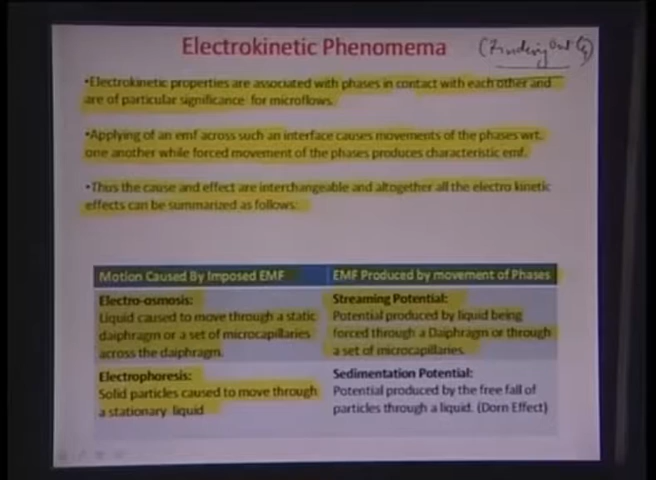 Electrokinetic Phenomema
(Finding out
•Electrokinetic properties are associated with phases in contact with each other and
are of particular significance for microflows.
•Applying of an emf across such an interface causes movements of the phases wrt.
one another while forced movement of the phases produces characteristic emf.
•Thus the cause and effect are interchangeable and altogether all the electro kinetic
effects can be summarized as follows:
Motion Caused By Imposed EMF
EMF Produced by movement of Phases
Electro-osmosis:
Liquid caused to move through a static
daiphragm or a set of microcapillaries
across the daiphragm.
Streaming Potential:
Potential produced by liquid being
forced through a Daiphragm or through
a set of microcapillaries.
Electrophoresis:
Solid particles caused to move through
a stationary liquid
Sedimentation Potential:
Potential produced by the free fall of
particles through a liquid. (Dorn Effect)